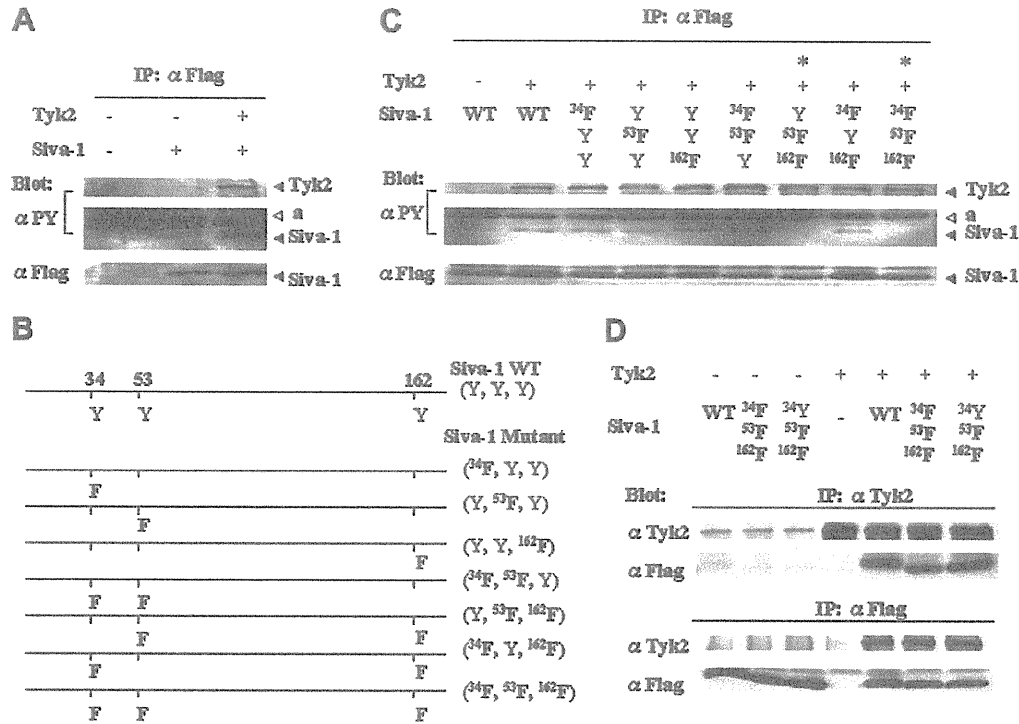 A
IP: α Flag
Tyk2 - - +
Siva-1 - + +
Blot:
α PY
Tyk2
a
Siva-1
α Flag
Siva-1
C
IP: α Flag
* *
Tyk2 - + + + + + + + +
Siva-1 WT WT ³⁴F Y Y ³⁴F Y ³⁴F ³⁴F
Y ⁵³F Y ⁵³F ⁵³F Y ⁵³F
Y Y ¹⁶²F Y ¹⁶²F ¹⁶²F ¹⁶²F
Blot:
α PY
Tyk2
a
Siva-1
α Flag
Siva-1
B
34 53 162
Siva-1 WT
(Y, Y, Y)
Y Y Y
Siva-1 Mutant
(³⁴F, Y, Y)
F
(Y, ⁵³F, Y)
F
(Y, Y, ¹⁶²F)
F
(³⁴F, ⁵³F, Y)
F F
(Y, ⁵³F, ¹⁶²F)
F F
(³⁴F, Y, ¹⁶²F)
F F
(³⁴F, ⁵³F, ¹⁶²F)
F F F
D
Tyk2 - - - + + + +
Siva-1 WT ³⁴F ³⁴Y - WT ³⁴F ³⁴Y
⁵³F ⁵³F ⁵³F ⁵³F
¹⁶²F ¹⁶²F ¹⁶²F ¹⁶²F
Blot:
IP: α Tyk2
α Tyk2
α Flag
IP: α Flag
α Tyk2
α Flag